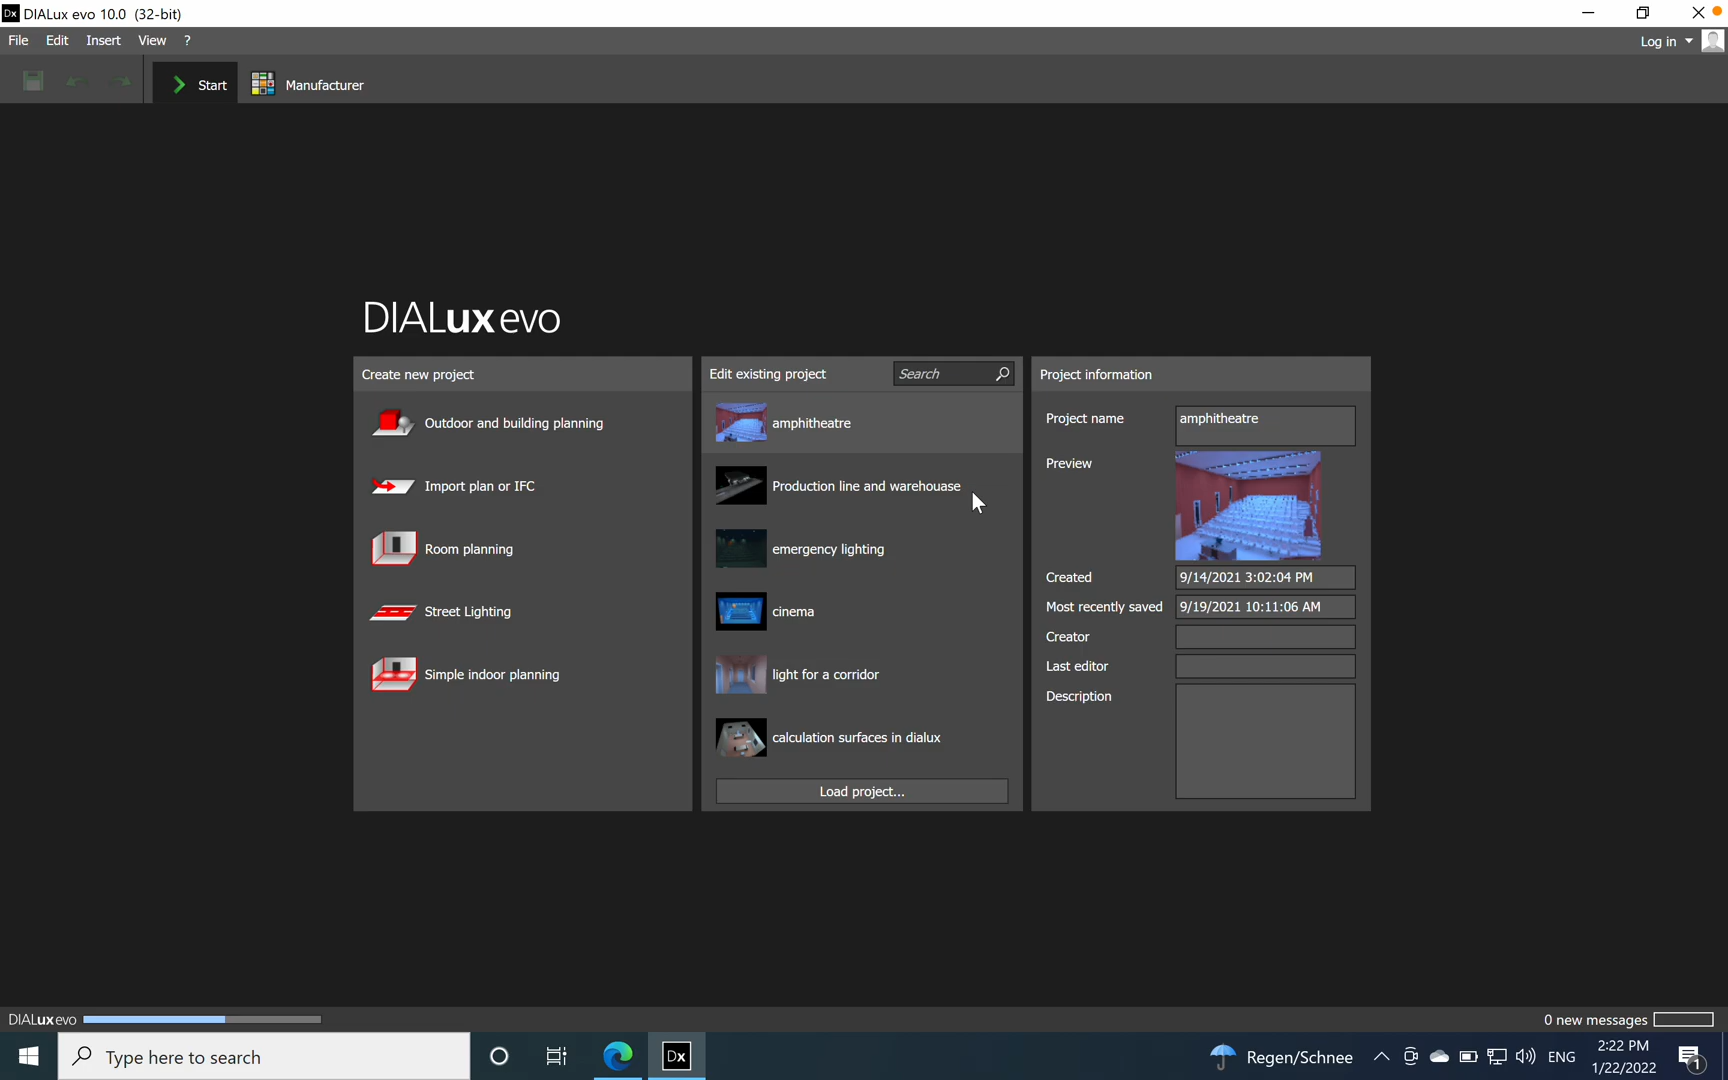 Dx DIALux evo 10.0 (32-bit)
File Edit Insert View ?
Log in
Start Manufacturer
DIALux evo
Create new project
Outdoor and building planning
Import plan or IFC
Room planning
Street Lighting
Simple indoor planning
Edit existing project Search
amphitheatre
Production line and warehouase
emergency lighting
cinema
light for a corridor
calculation surfaces in dialux
Load project...
Project information
Project name amphitheatre
Preview
Created 9/14/2021 3:02:04 PM
Most recently saved 9/19/2021 10:11:06 AM
Creator
Last editor
Description
DIALux evo
0 new messages
Type here to search
Dx
Regen/Schnee
ENG
2:22 PM
1/22/2022
1